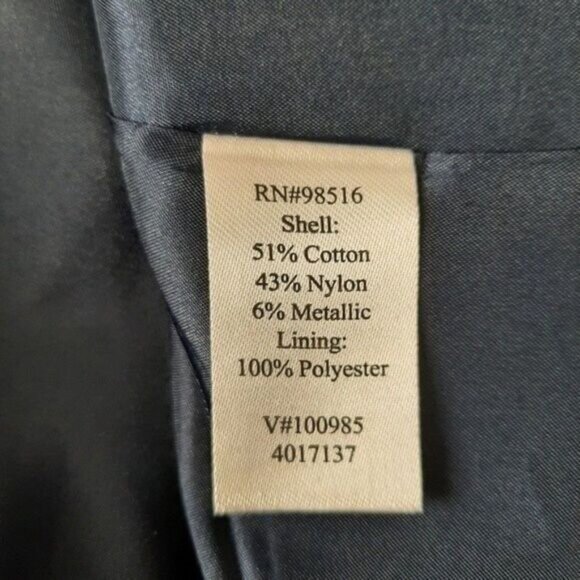 RN#98516
Shell:
51% Cotton
43% Nylon
6% Metallic
Lining:
100% Polyester
V#100985
4017137